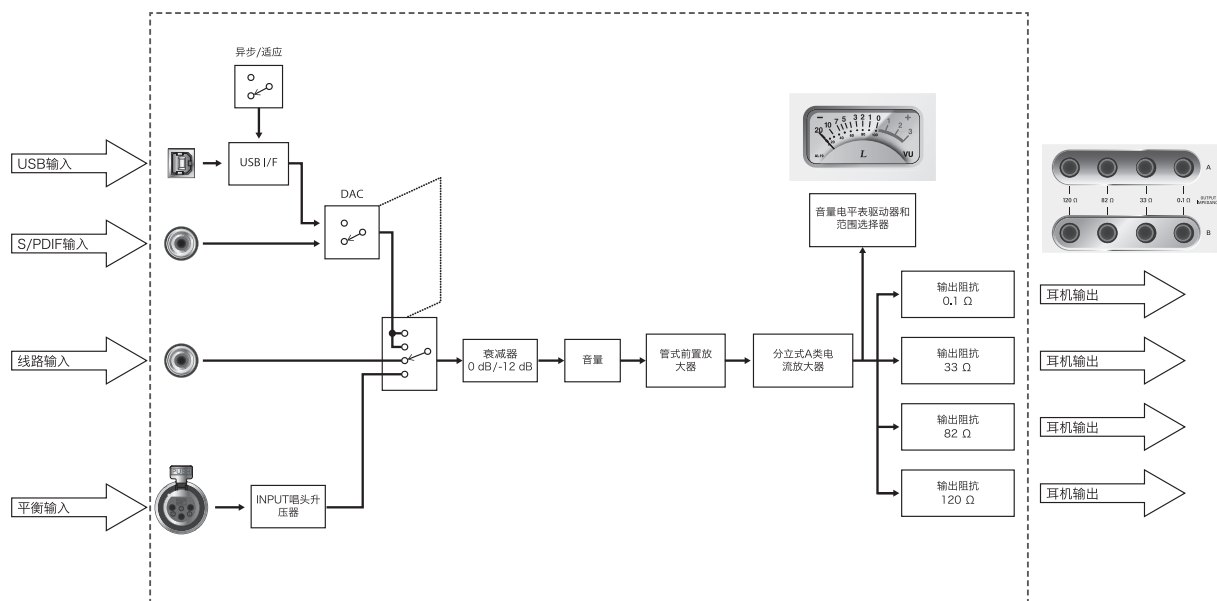 异步/适应
USB输入
USB I/F
DAC
S/PDIF输入
线路输入
平衡输入
PUSH
INPUT唱头升
压器
衰减器
0 dB/-12 dB
音量
管式前置放
大器
分立式A类电
流放大器
音量电平表驱动器和
范围选择器
- 20 10 7 5 3 2 1 0 1 2 3 +
L
VU
输出阻抗
0.1 Ω
输出阻抗
33 Ω
输出阻抗
82 Ω
输出阻抗
120 Ω
A
120 Ω 82 Ω 33 Ω 0.1 Ω OUTPUT
IMPEDANCE
B
耳机输出
耳机输出
耳机输出
耳机输出